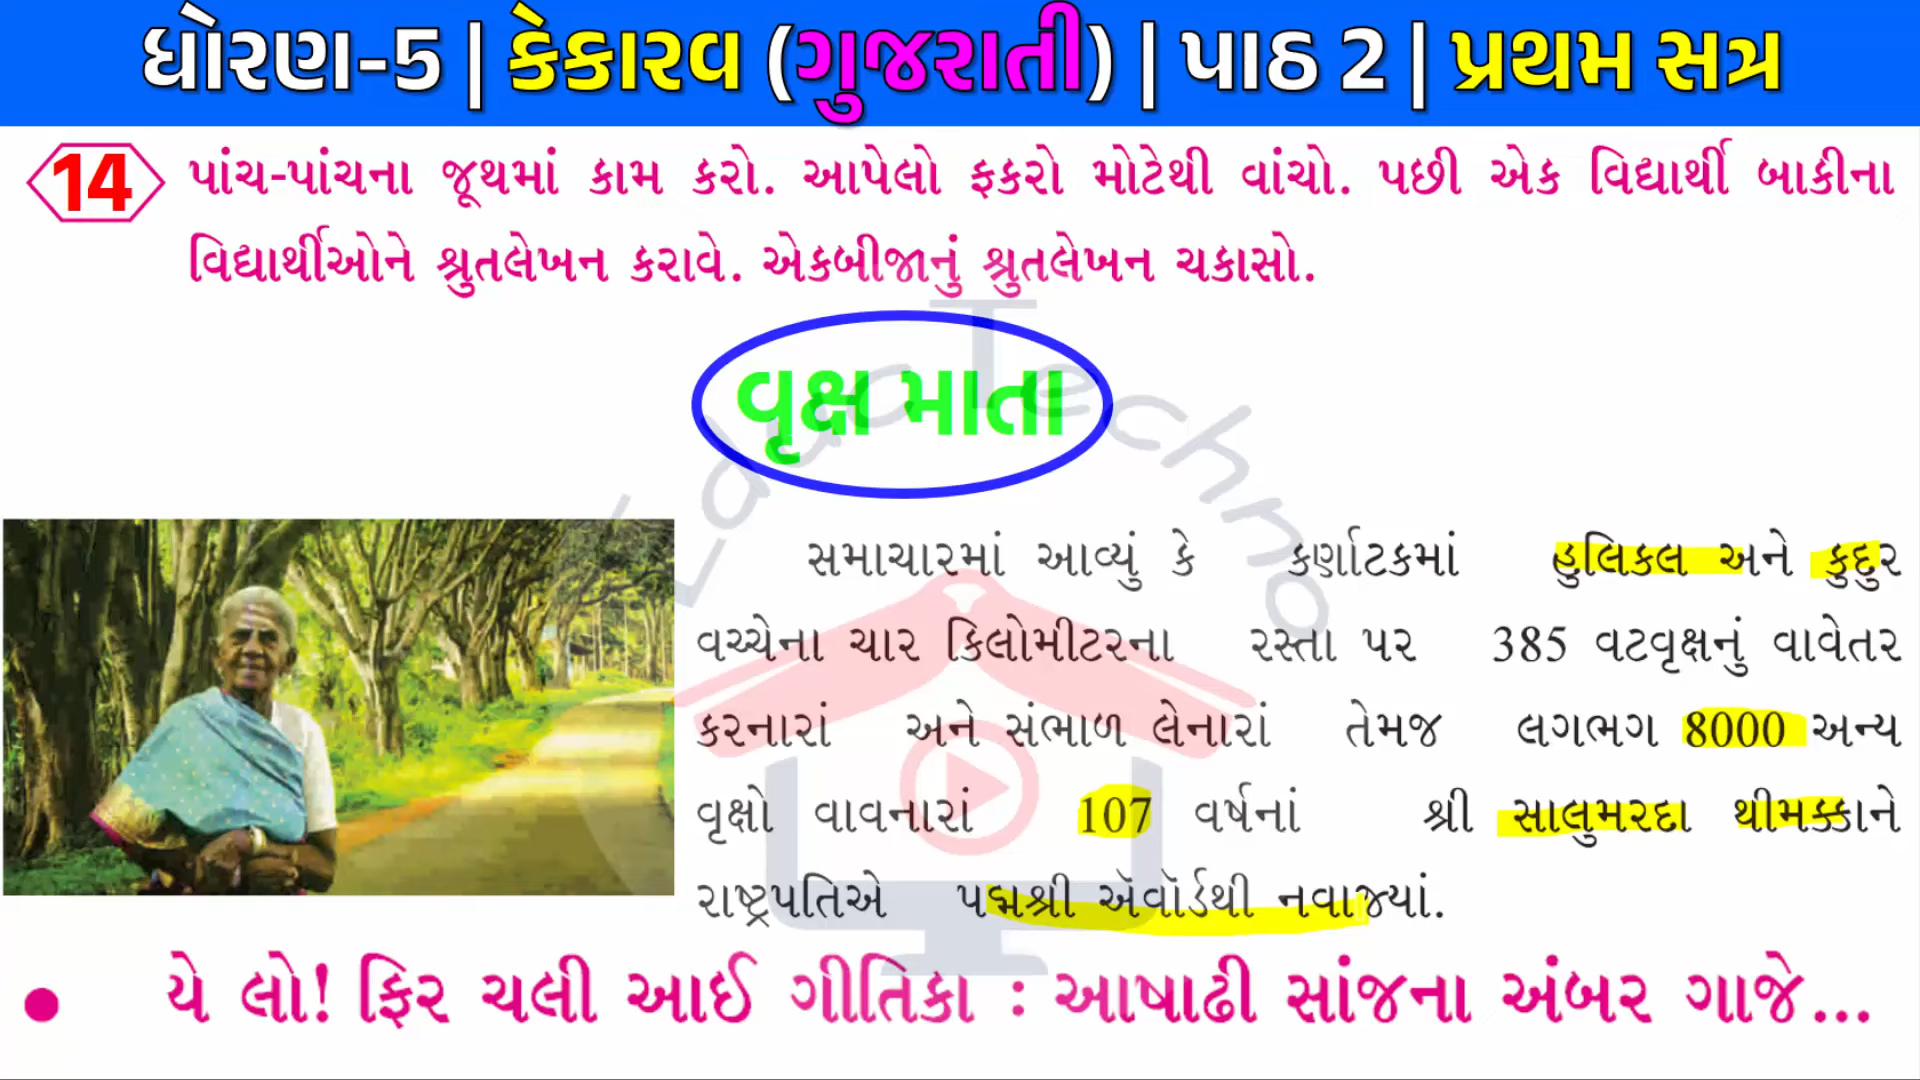 ધોરણ-5 | કેકારવ (ગુજરાતી) | પાઠ 2 | પ્રથમ સત્ર
14 પાંચ-પાંચના જૂથમાં કામ કરો. આપેલો ફકરો મોટેથી વાંચો. પછી એક વિદ્યાર્થી બાકીના
વિદ્યાર્થીઓને શ્રુતલેખન કરાવે. એકબીજાનું શ્રુતલેખન ચકાસો.
વૃક્ષ માતા
Edua Techno
સમાચારમાં આવ્યું કે કર્ણાટકમાં હુલિકલ અને કુદુર
વચ્ચેના ચાર કિલોમીટરના રસ્તા પર 385 વટવૃક્ષનું વાવેતર
કરનારાં અને સંભાળ લેનારાં તેમજ લગભગ 8000 અન્ય
વૃક્ષો વાવનારાં 107 વર્ષનાં શ્રી સાલુમરદા થીમક્કાને
રાષ્ટ્રપતિએ પદ્મશ્રી ઍવૉર્ડથી નવાજ્યાં.
• યે લો! ફિર ચલી આઈ ગીતિકા : આષાઢી સાંજના અંબર ગાજે...